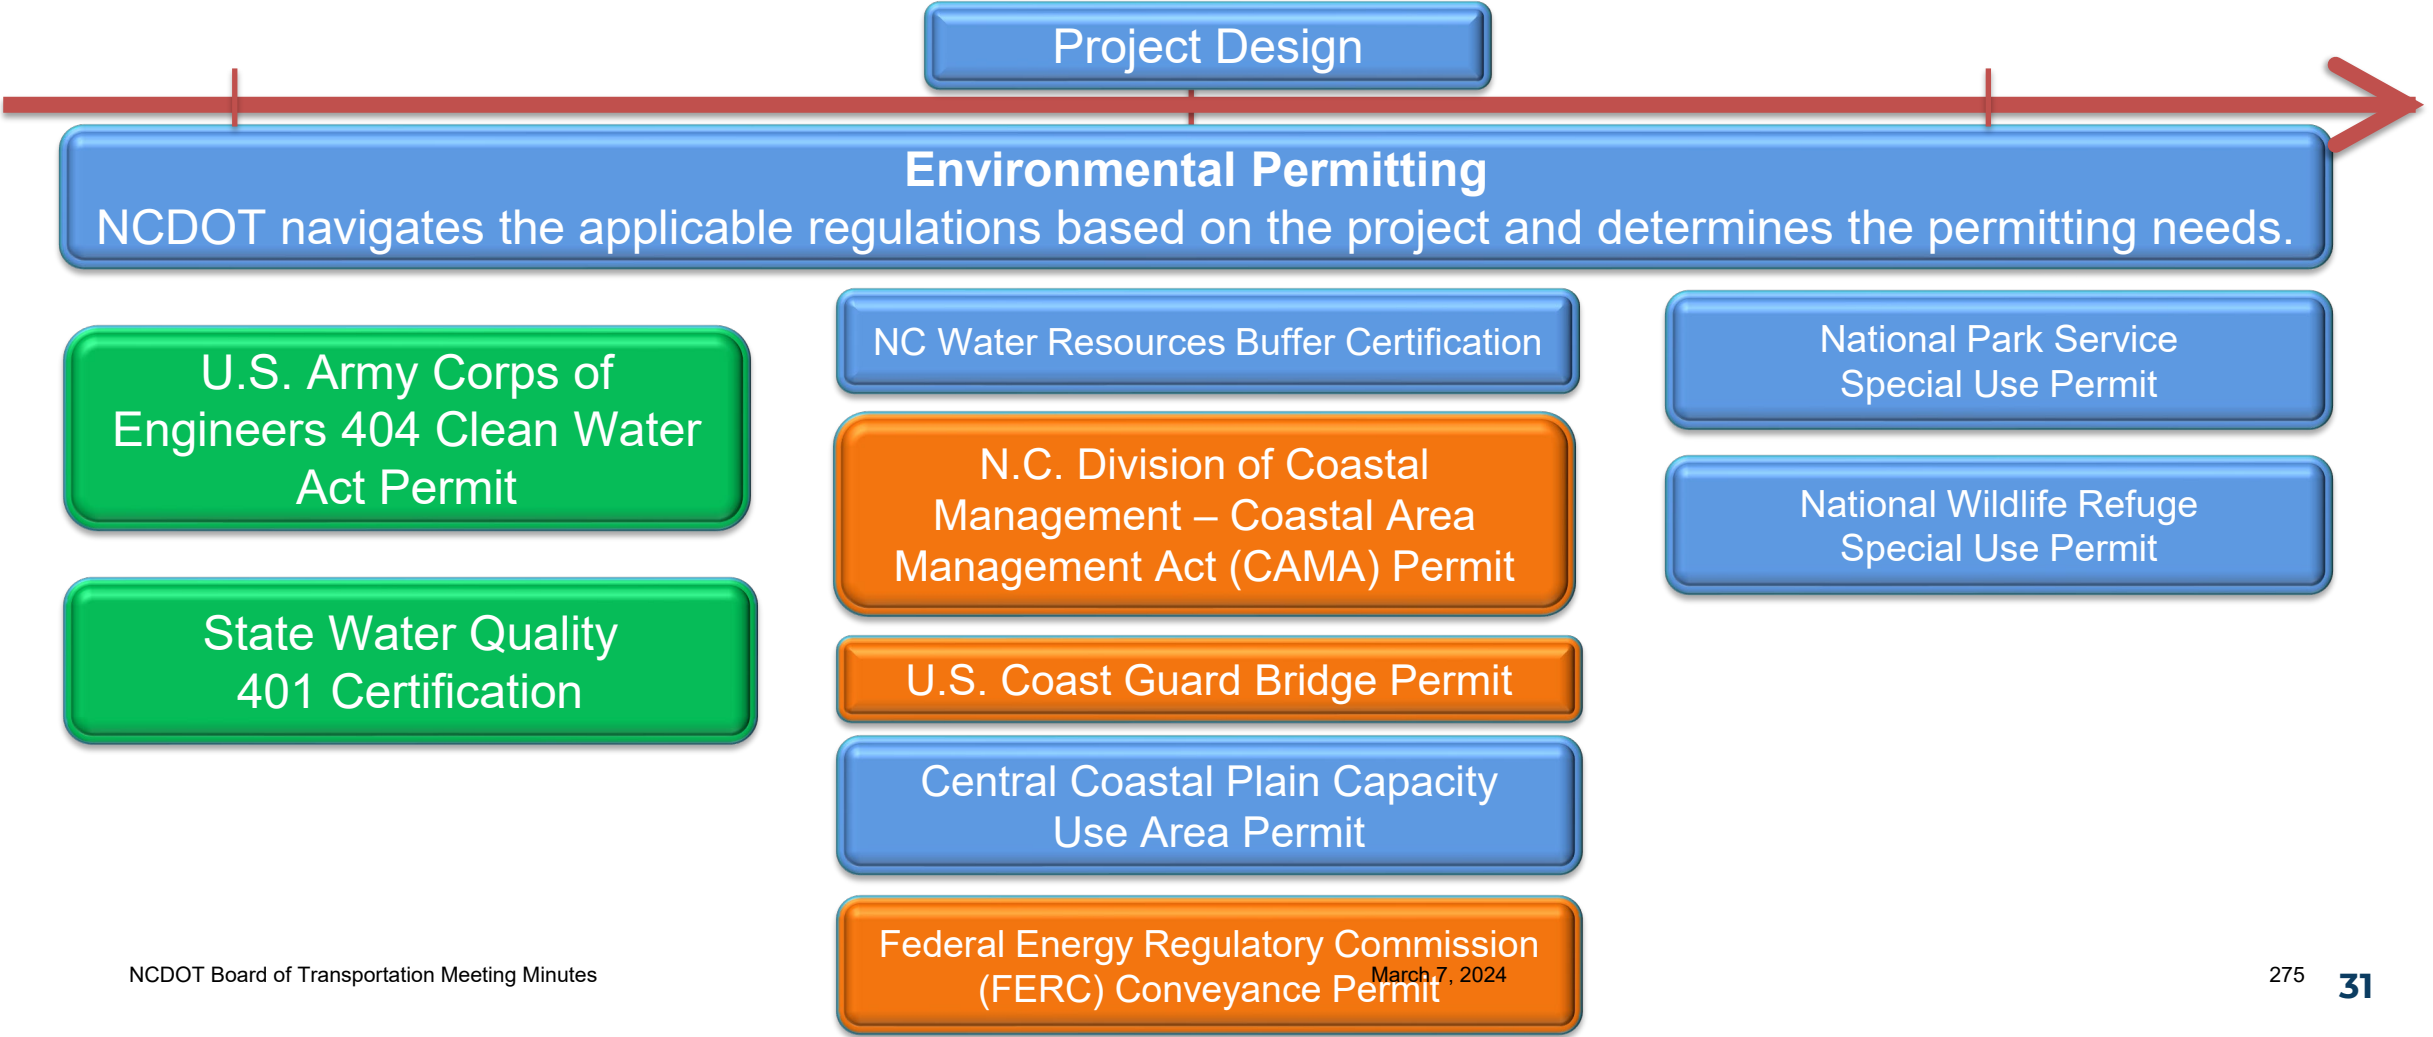 Project Design
Environmental Permitting
NCDOT navigates the applicable regulations based on the project and determines the permitting needs.
U.S. Army Corps of
Engineers 404 Clean Water
Act Permit
State Water Quality
401 Certification
NC Water Resources Buffer Certification
N.C. Division of Coastal
Management – Coastal Area
Management Act (CAMA) Permit
U.S. Coast Guard Bridge Permit
Central Coastal Plain Capacity
Use Area Permit
Federal Energy Regulatory Commission
(FERC) Conveyance Permit
National Park Service
Special Use Permit
National Wildlife Refuge
Special Use Permit
NCDOT Board of Transportation Meeting Minutes
March 7, 2024
275
31